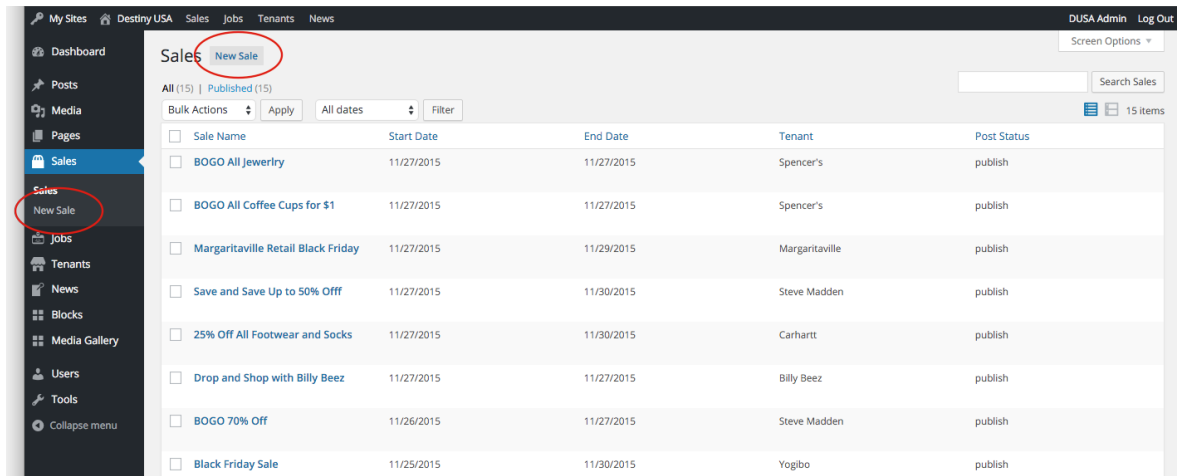 My Sites Destiny USA Sales Jobs Tenants News DUSA Admin Log Out
Screen Options
Dashboard
Posts
Media
Pages
Sales
Sales
New Sale
Jobs
Tenants
News
Blocks
Media Gallery
Users
Tools
Collapse menu
Sales New Sale
All (15) | Published (15)
Search Sales
Bulk Actions Apply All dates Filter 15 items
Sale Name Start Date End Date Tenant Post Status
BOGO All Jewerlry 11/27/2015 11/27/2015 Spencer's publish
BOGO All Coffee Cups for $1 11/27/2015 11/27/2015 Spencer's publish
Margaritaville Retail Black Friday 11/27/2015 11/29/2015 Margaritaville publish
Save and Save Up to 50% Offf 11/27/2015 11/30/2015 Steve Madden publish
25% Off All Footwear and Socks 11/27/2015 11/30/2015 Carhartt publish
Drop and Shop with Billy Beez 11/27/2015 11/27/2015 Billy Beez publish
BOGO 70% Off 11/26/2015 11/27/2015 Steve Madden publish
Black Friday Sale 11/25/2015 11/30/2015 Yogibo publish